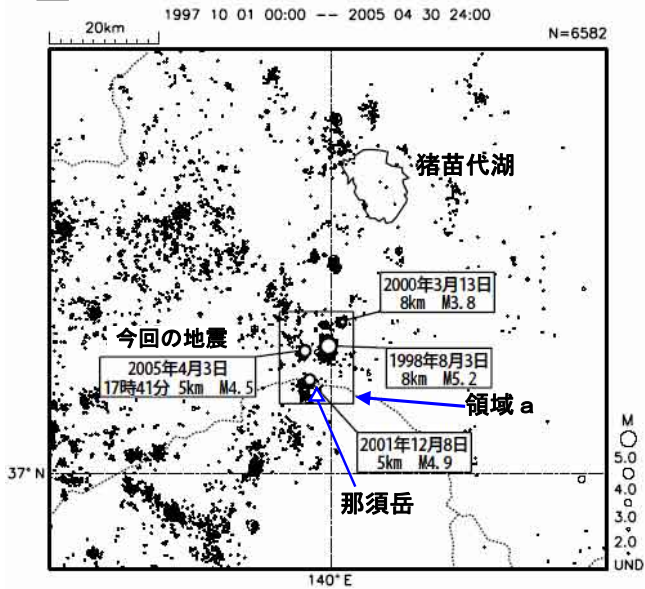 1997 10 01 00:00 -- 2005 04 30 24:00
20km
N=6582
猪苗代湖
2000年3月13日
8km M3.8
今回の地震
2005年4月3日
17時41分 5km M4.5
1998年8月3日
8km M5.2
領域 a
2001年12月8日
5km M4.9
那須岳
37°N
140°E
M
5.0
4.0
3.0
2.0
UND